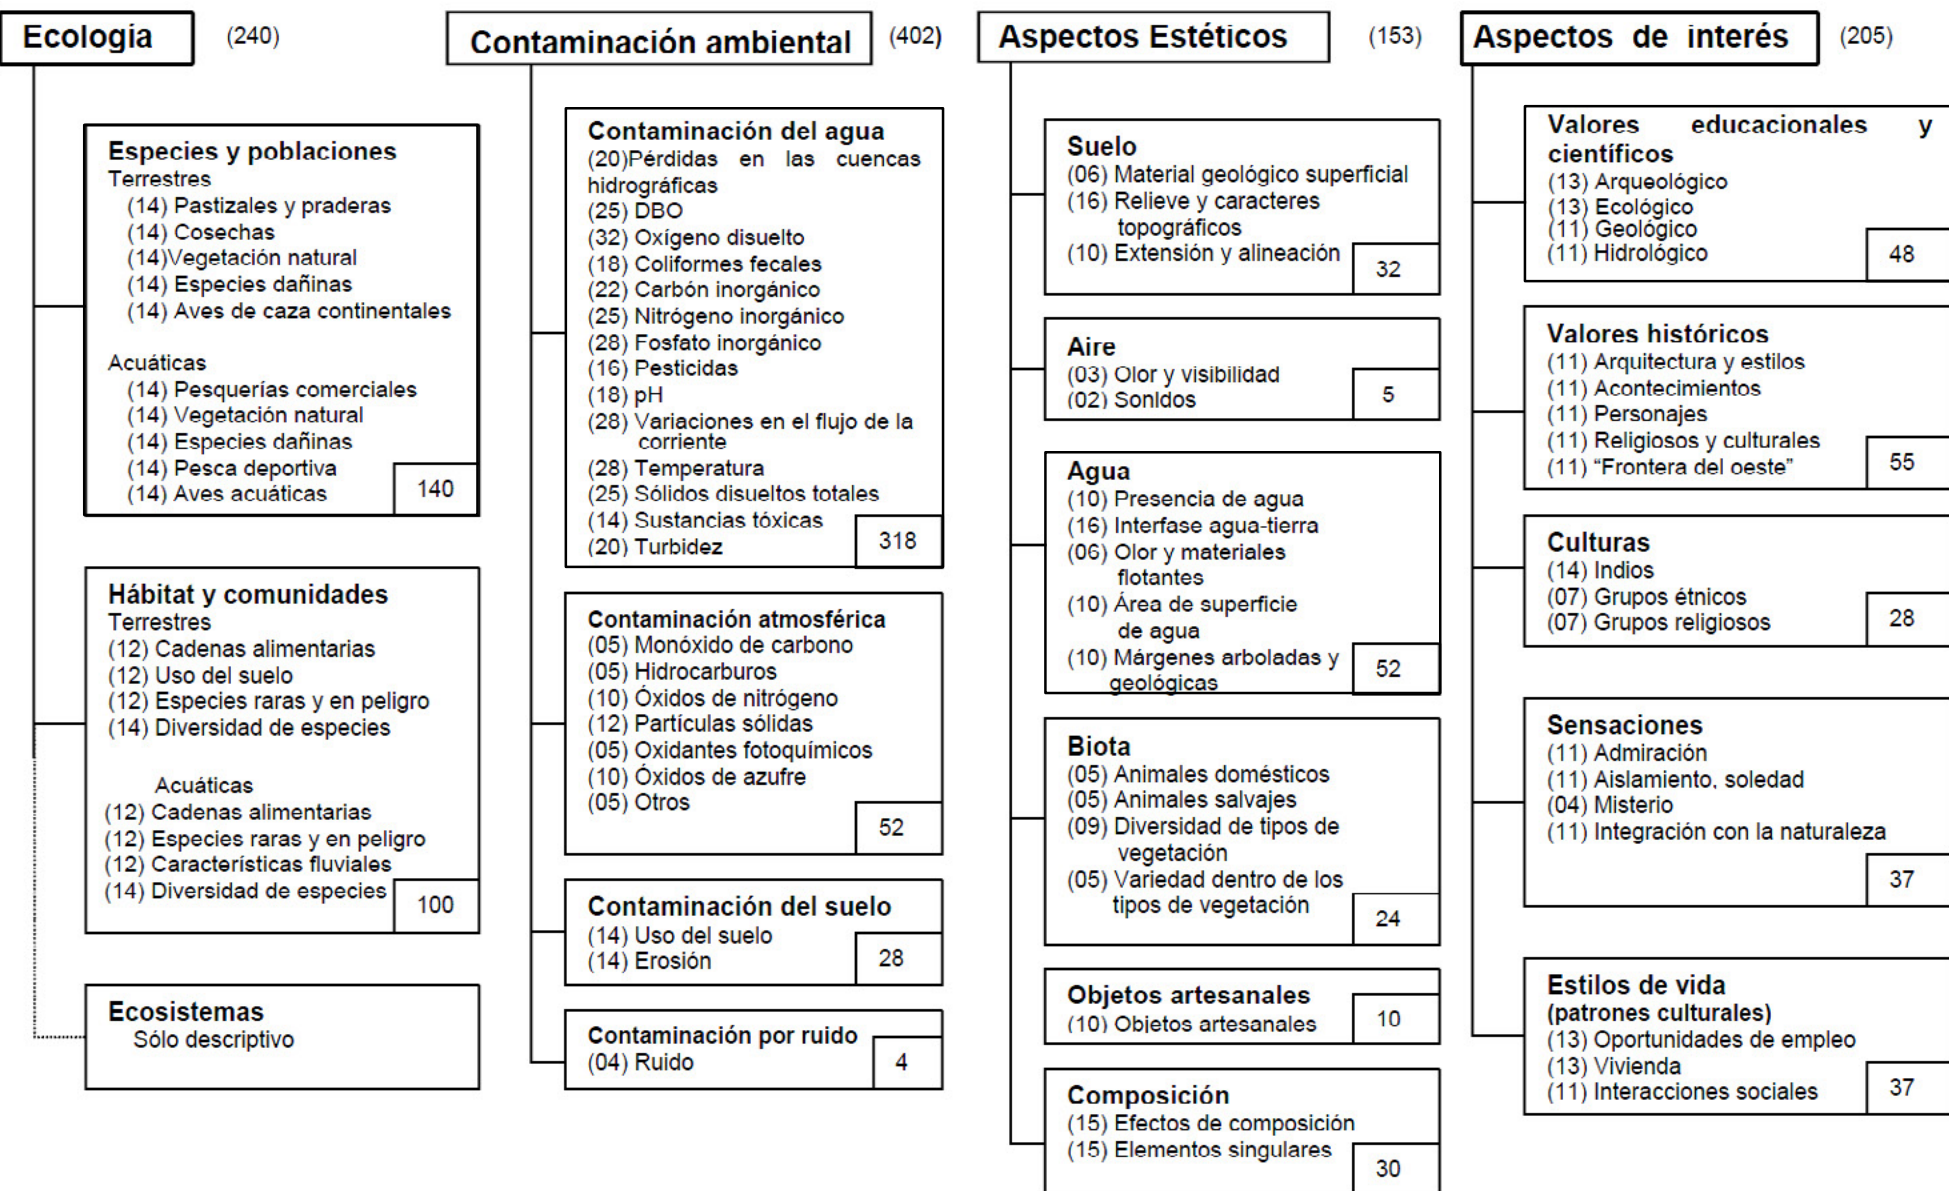 Ecología (240)
Especies y poblaciones
Terrestres
(14) Pastizales y praderas
(14) Cosechas
(14)Vegetación natural
(14) Especies dañinas
(14) Aves de caza continentales
Acuáticas
(14) Pesquerías comerciales
(14) Vegetación natural
(14) Especies dañinas
(14) Pesca deportiva
(14) Aves acuáticas
140
Hábitat y comunidades
Terrestres
(12) Cadenas alimentarias
(12) Uso del suelo
(12) Especies raras y en peligro
(14) Diversidad de especies
Acuáticas
(12) Cadenas alimentarias
(12) Especies raras y en peligro
(12) Características fluviales
(14) Diversidad de especies
100
Ecosistemas
Sólo descriptivo
Contaminación ambiental (402)
Contaminación del agua
(20)Pérdidas en las cuencas
hidrográficas
(25) DBO
(32) Oxígeno disuelto
(18) Coliformes fecales
(22) Carbón inorgánico
(25) Nitrógeno inorgánico
(28) Fosfato inorgánico
(16) Pesticidas
(18) pH
(28) Variaciones en el flujo de la
corriente
(28) Temperatura
(25) Sólidos disueltos totales
(14) Sustancias tóxicas
(20) Turbidez
318
Contaminación atmosférica
(05) Monóxido de carbono
(05) Hidrocarburos
(10) Óxidos de nitrógeno
(12) Partículas sólidas
(05) Oxidantes fotoquímicos
(10) Óxidos de azufre
(05) Otros
52
Contaminación del suelo
(14) Uso del suelo
(14) Erosión
28
Contaminación por ruido
(04) Ruido
4
Aspectos Estéticos (153)
Suelo
(06) Material geológico superficial
(16) Relieve y caracteres
topográficos
(10) Extensión y alineación
32
Aire
(03) Olor y visibilidad
(02) Sonidos
5
Agua
(10) Presencia de agua
(16) Interfase agua-tierra
(06) Olor y materiales
flotantes
(10) Área de superficie
de agua
(10) Márgenes arboladas y
geológicas
52
Biota
(05) Animales domésticos
(05) Animales salvajes
(09) Diversidad de tipos de
vegetación
(05) Variedad dentro de los
tipos de vegetación
24
Objetos artesanales
(10) Objetos artesanales
10
Composición
(15) Efectos de composición
(15) Elementos singulares
30
Aspectos de interés (205)
Valores educacionales y
científicos
(13) Arqueológico
(13) Ecológico
(11) Geológico
(11) Hidrológico
48
Valores históricos
(11) Arquitectura y estilos
(11) Acontecimientos
(11) Personajes
(11) Religiosos y culturales
(11) “Frontera del oeste”
55
Culturas
(14) Indios
(07) Grupos étnicos
(07) Grupos religiosos
28
Sensaciones
(11) Admiración
(11) Aislamiento, soledad
(04) Misterio
(11) Integración con la naturaleza
37
Estilos de vida
(patrones culturales)
(13) Oportunidades de empleo
(13) Vivienda
(11) Interacciones sociales
37